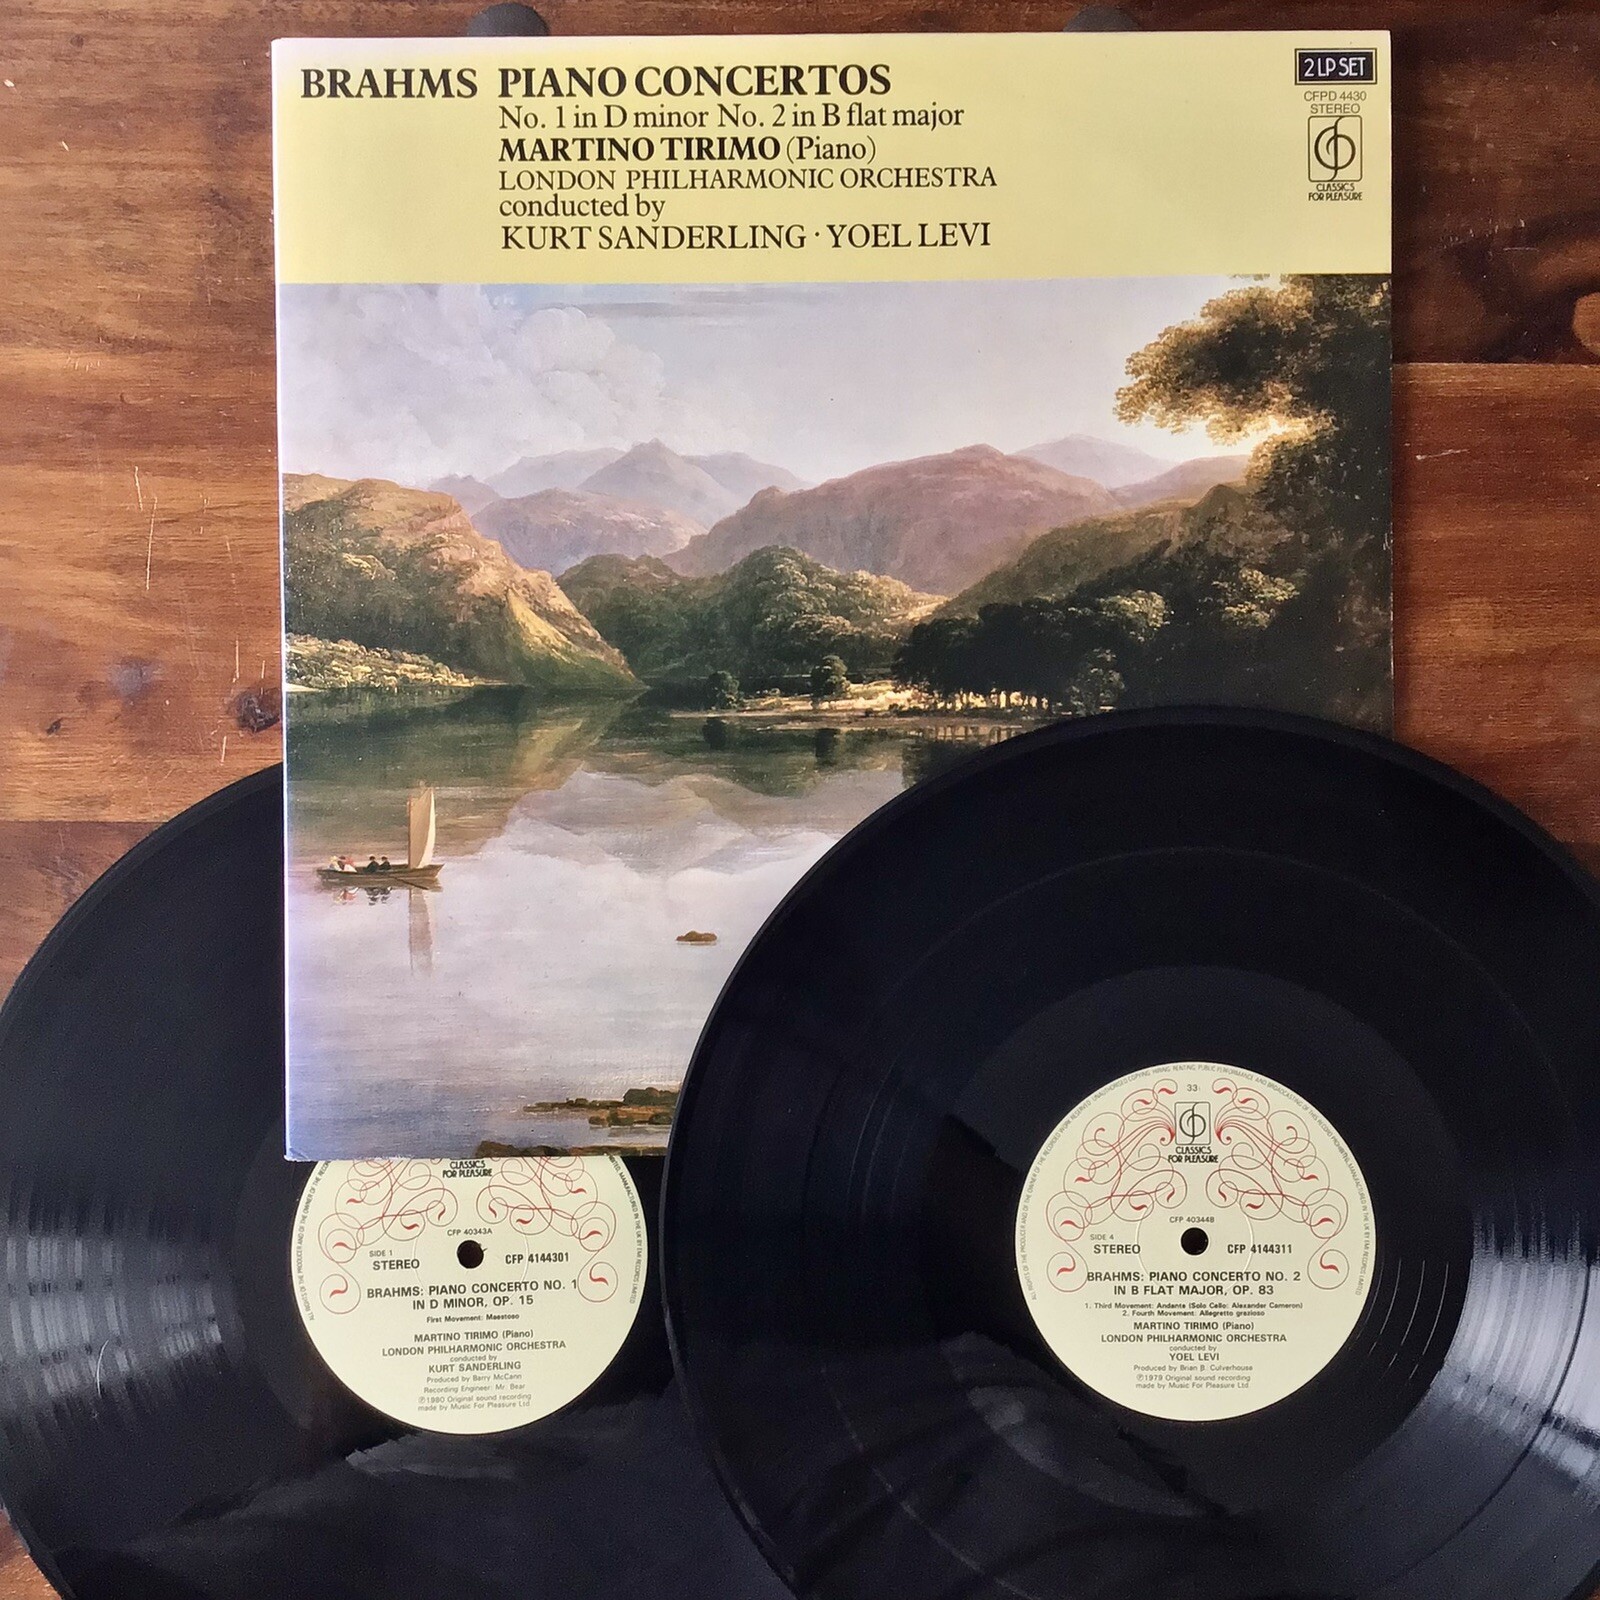 BRAHMS PIANO CONCERTOS
No. 1 in D minor No. 2 in B flat major
MARTINO TIRIMO (Piano)
LONDON PHILHARMONIC ORCHESTRA
conducted by
KURT SANDERLING · YOEL LEVI
2 LP SET
CFPD 4430
STEREO
CLASSICS
FOR PLEASURE
CLASSICS
FOR PLEASURE
CFP 40343A
SIDE 1
STEREO
CFP 4144301
BRAHMS: PIANO CONCERTO NO. 1
IN D MINOR, OP. 15
First Movement: Maestoso
MARTINO TIRIMO (Piano)
LONDON PHILHARMONIC ORCHESTRA
conducted by
KURT SANDERLING
Produced by Barry McCann
Recording Engineer: Mr. Bear
Ⓟ1980 Original sound recording
made by Music For Pleasure Ltd
33
CLASSICS
FOR PLEASURE
CFP 40344B
SIDE 4
STEREO
CFP 4144311
BRAHMS: PIANO CONCERTO NO. 2
IN B FLAT MAJOR, OP. 83
1. Third Movement: Andante (Solo Cello: Alexander Cameron)
2. Fourth Movement: Allegretto grazioso
MARTINO TIRIMO (Piano)
LONDON PHILHARMONIC ORCHESTRA
conducted by
YOEL LEVI
Produced by Brian B. Culverhouse
Ⓟ1979 Original sound recording
made by Music For Pleasure Ltd